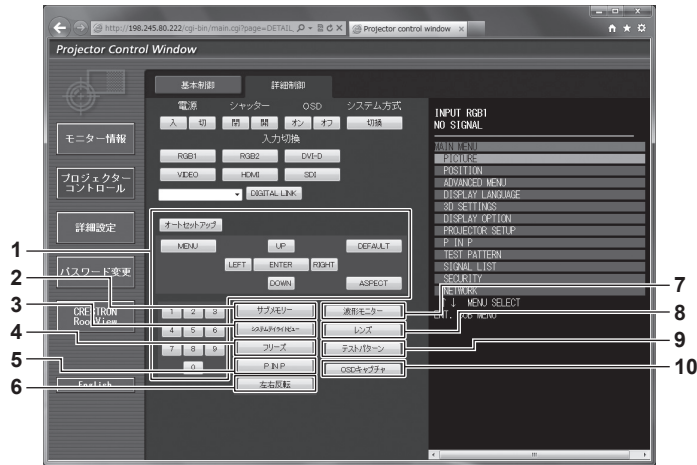 http://198.245.80.222/cgi-bin/main.cgi?page=DETAIL_
Projector control window
Projector Control Window
基本制御 詳細制御
電源 シャッター OSD システム方式
入 切 閉 開 オン オフ 切換
入力切換
RGB1 RGB2 DVI-D
VIDEO HDMI SDI
DIGITAL LINK
オートセットアップ
MENU UP DEFAULT
LEFT ENTER RIGHT
DOWN ASPECT
1 2 3 サブメモリー 波形モニター
4 5 6 システムデイライトビュー レンズ
7 8 9 フリーズ テストパターン
0 P IN P OSDキャプチャ
左右反転
モニター情報
プロジェクター
コントロール
詳細設定
パスワード変更
CRESTRON
RoomView
English
INPUT RGB1
NO SIGNAL
MAIN MENU
PICTURE
POSITION
ADVANCED MENU
DISPLAY LANGUAGE
3D SETTINGS
DISPLAY OPTION
PROJECTOR SETUP
P IN P
TEST PATTERN
SIGNAL LIST
SECURITY
NETWORK
↓ MENU SELECT
SUB MENU
1
2
3
4
5
6
7
8
9
10